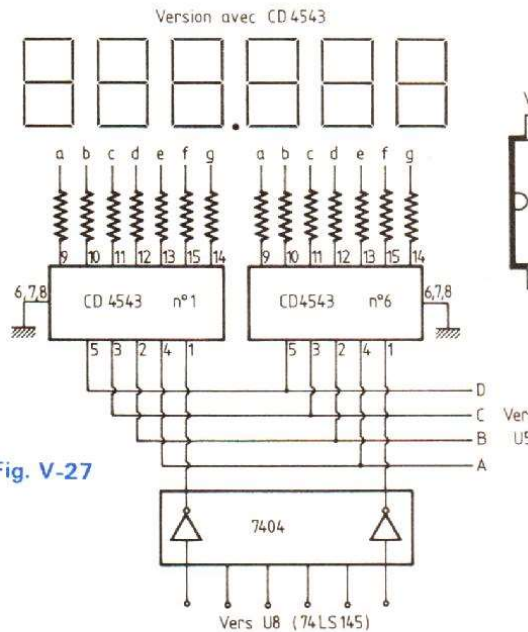 Version avec CD 4543
a b c d e f g a b c d e f g
9 10 11 12 13 15 14 9 10 11 12 13 15 14
6,7,8 CD 4543 n°1 CD4543 n°6 6,7,8
5 3 2 4 1 5 3 2 4 1
D
C
B U5
A
Fig. V-27
7404
Vers U8 (74LS145)